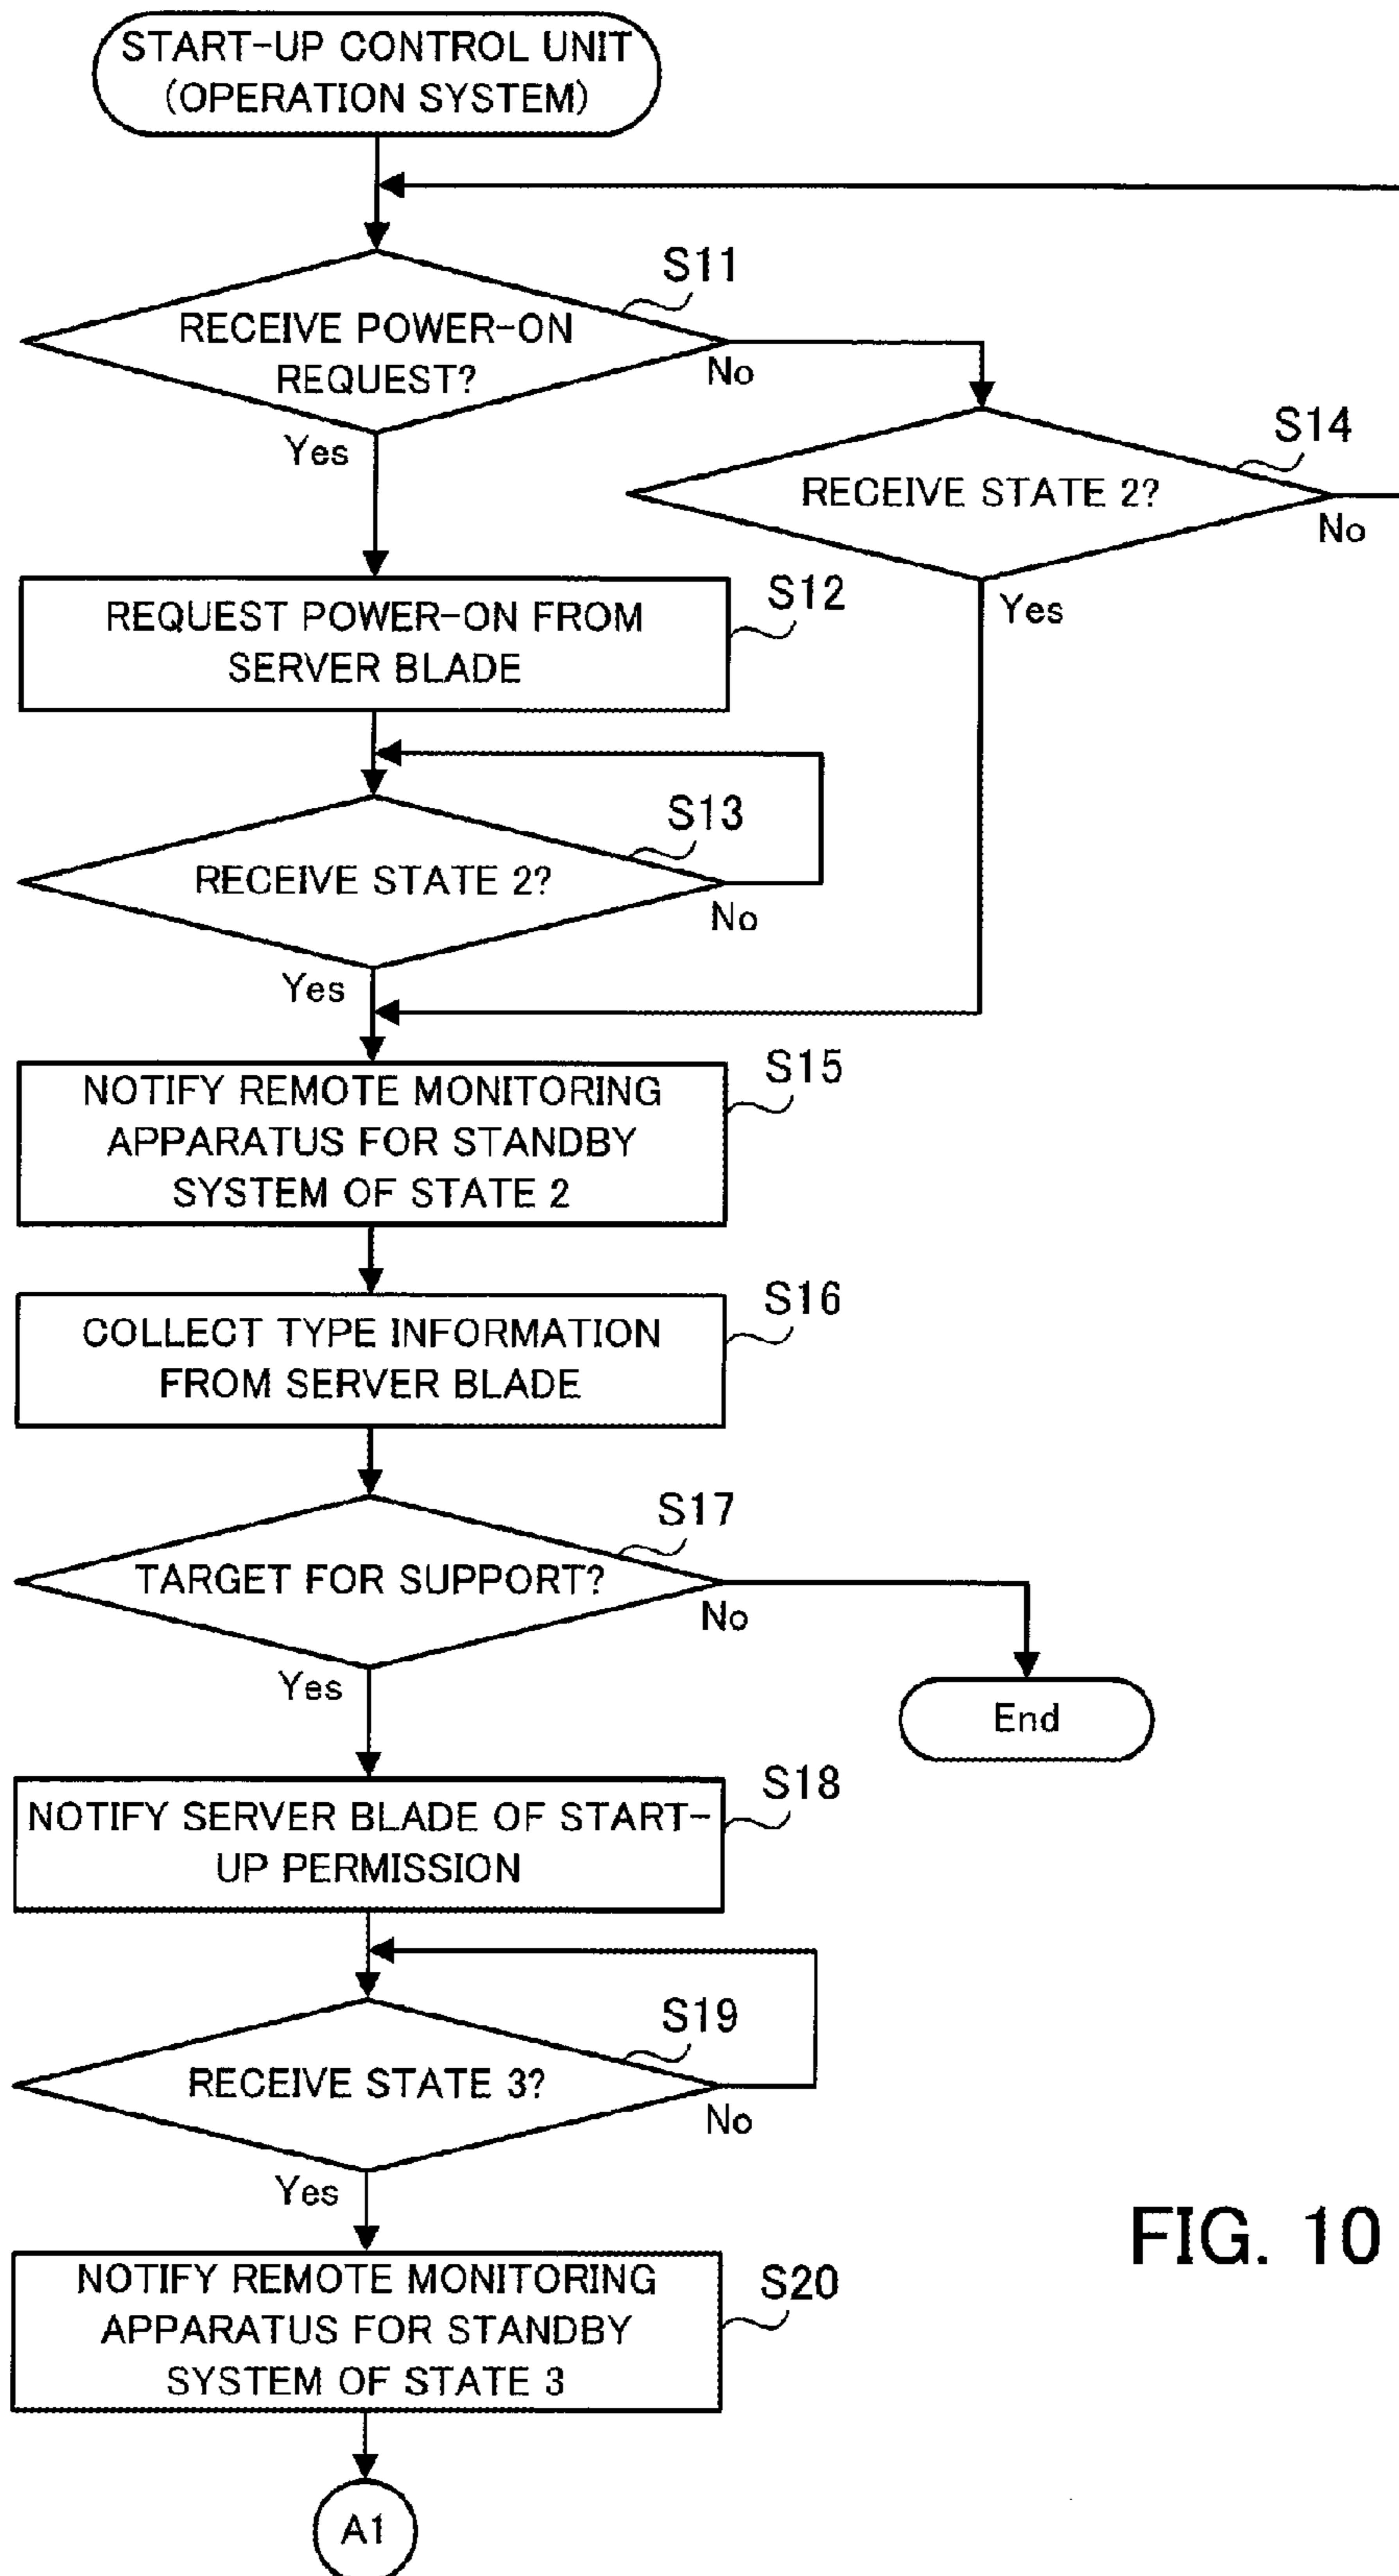 START-UP CONTROL UNIT
(OPERATION SYSTEM)
S11
RECEIVE POWER-ON
REQUEST?
No
Yes
S14
RECEIVE STATE 2?
No
Yes
S12
REQUEST POWER-ON FROM
SERVER BLADE
S13
RECEIVE STATE 2?
No
Yes
S15
NOTIFY REMOTE MONITORING
APPARATUS FOR STANDBY
SYSTEM OF STATE 2
S16
COLLECT TYPE INFORMATION
FROM SERVER BLADE
S17
TARGET FOR SUPPORT?
No
Yes
End
S18
NOTIFY SERVER BLADE OF START-
UP PERMISSION
S19
RECEIVE STATE 3?
No
Yes
S20
NOTIFY REMOTE MONITORING
APPARATUS FOR STANDBY
SYSTEM OF STATE 3
A1
FIG. 10